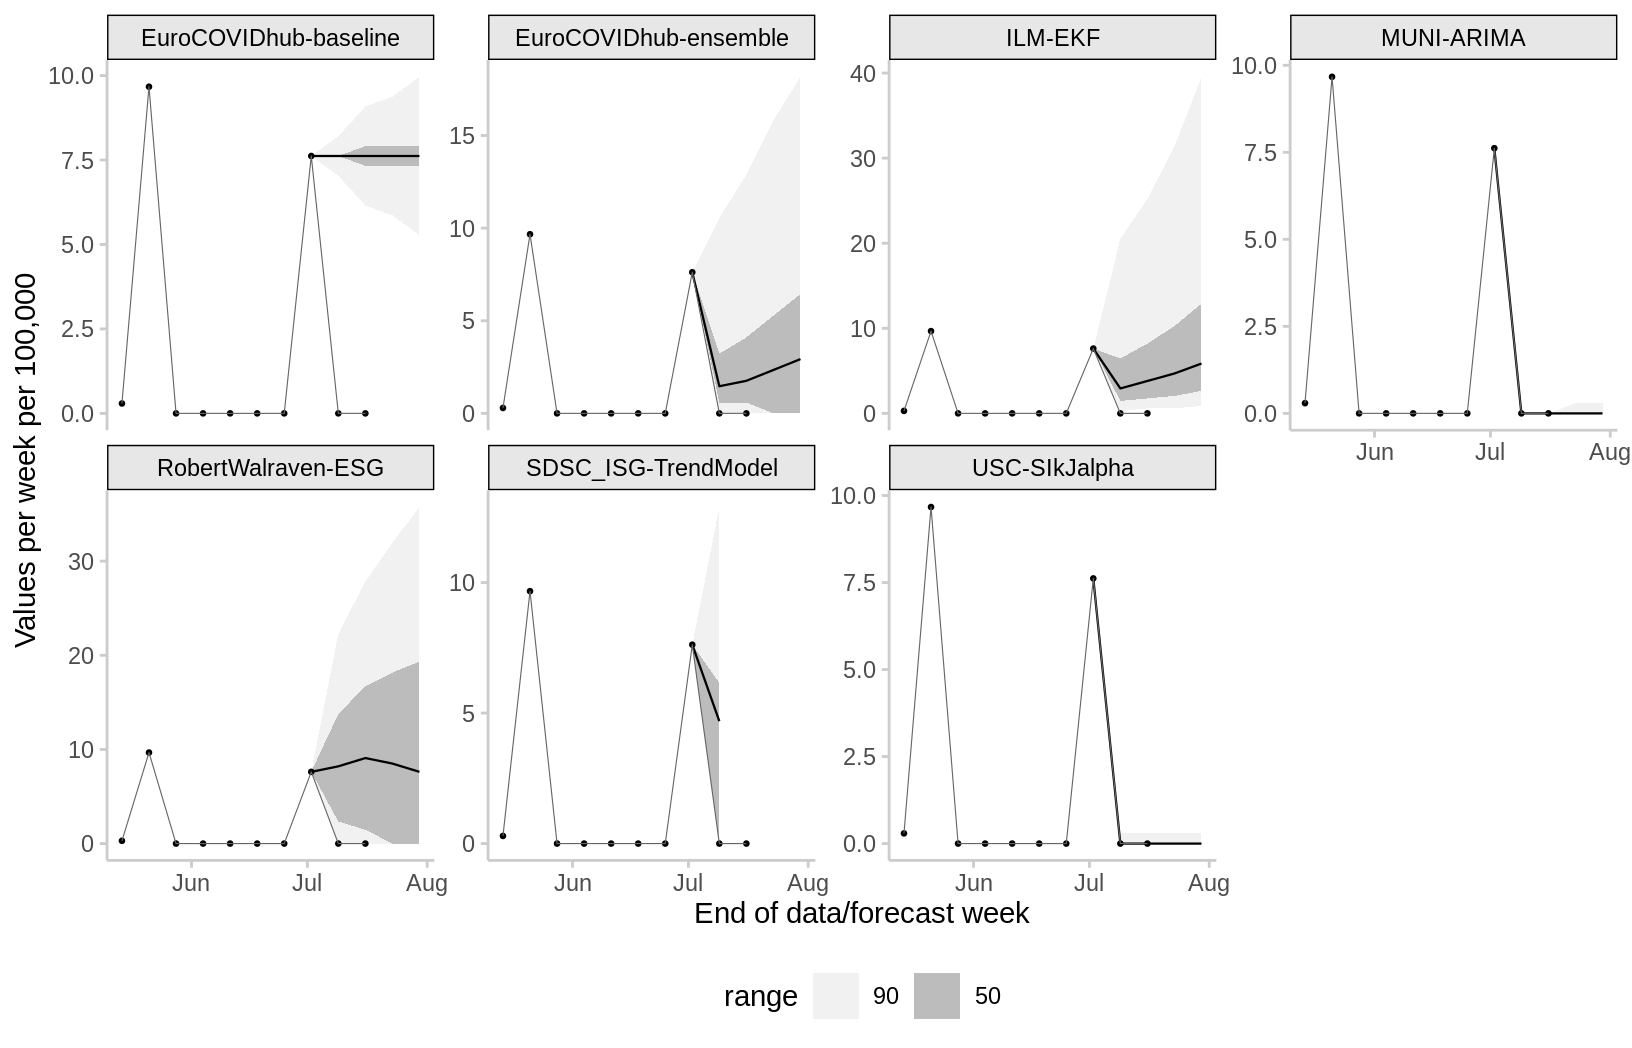 EuroCOVIDhub-baseline
EuroCOVIDhub-ensemble
ILM-EKF
MUNI-ARIMA
10.0
7.5
5.0
2.5
0.0
15
10
5
0
40
30
20
10
0
10.0
7.5
5.0
2.5
0.0
Jun
Jul
Aug
Values per week per 100,000
RobertWalraven-ESG
SDSC_ISG-TrendModel
USC-SIkJalpha
30
20
10
0
Jun
Jul
Aug
10
5
0
Jun
Jul
Aug
10.0
7.5
5.0
2.5
0.0
Jun
Jul
Aug
End of data/forecast week
range
90
50